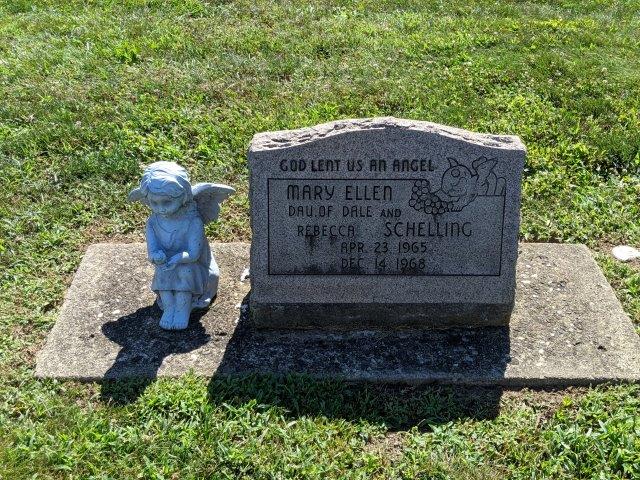 GOD LENT US AN ANGEL
MARY ELLEN
DAU. OF DALE AND
REBECCA SCHELLING
APR. 23 1965
DEC. 14 1968